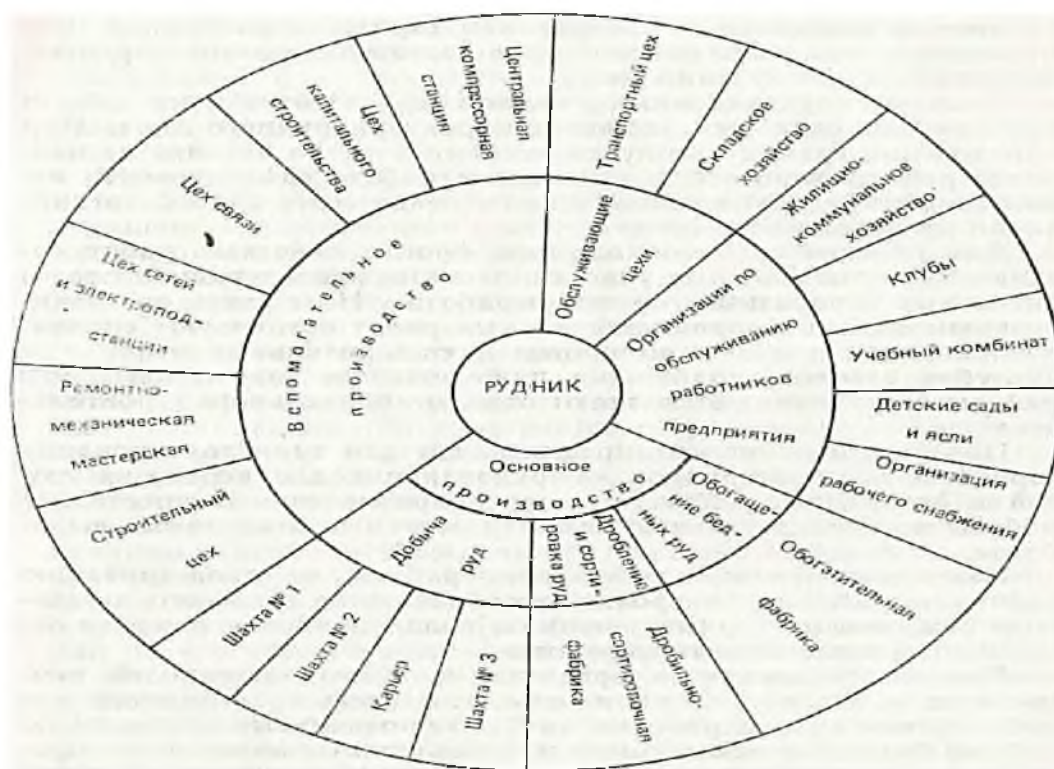 РУДНИК
Основное
производство
Добыча
руд
Дробление
и сорти-
ровка руд
Обогаще-
ние бед-
ных руд
Вспомогательное
производсево
Обслуживающие
цехи
Организации по
обслуживанию
работников
предприятия
Центральная
компрессорная
станция
Транспортный цех
Складское
хозяйство
Жилищно-
коммунальное
хозяйство
Клубы
Учебный комбинат
Детские сады
и ясли
Организация
рабочего снабжения
Обогатительная
фабрика
Дробильно-
сортировочная
фабрика
Шахта № 3
Карьер
Шахта № 2
Шахта № 1
Строительный
цех
Ремонтно-
механическая
мастерская
Цех сетей
и электропод-
станций
Цех связи
Цех
капитального
строительства